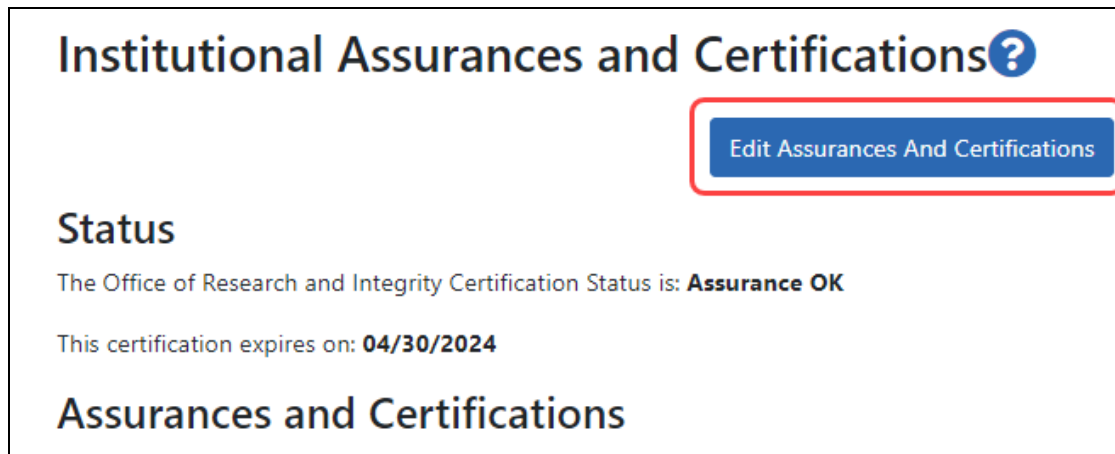 Institutional Assurances and Certifications?
Edit Assurances And Certifications
Status
The Office of Research and Integrity Certification Status is: Assurance OK
This certification expires on: 04/30/2024
Assurances and Certifications